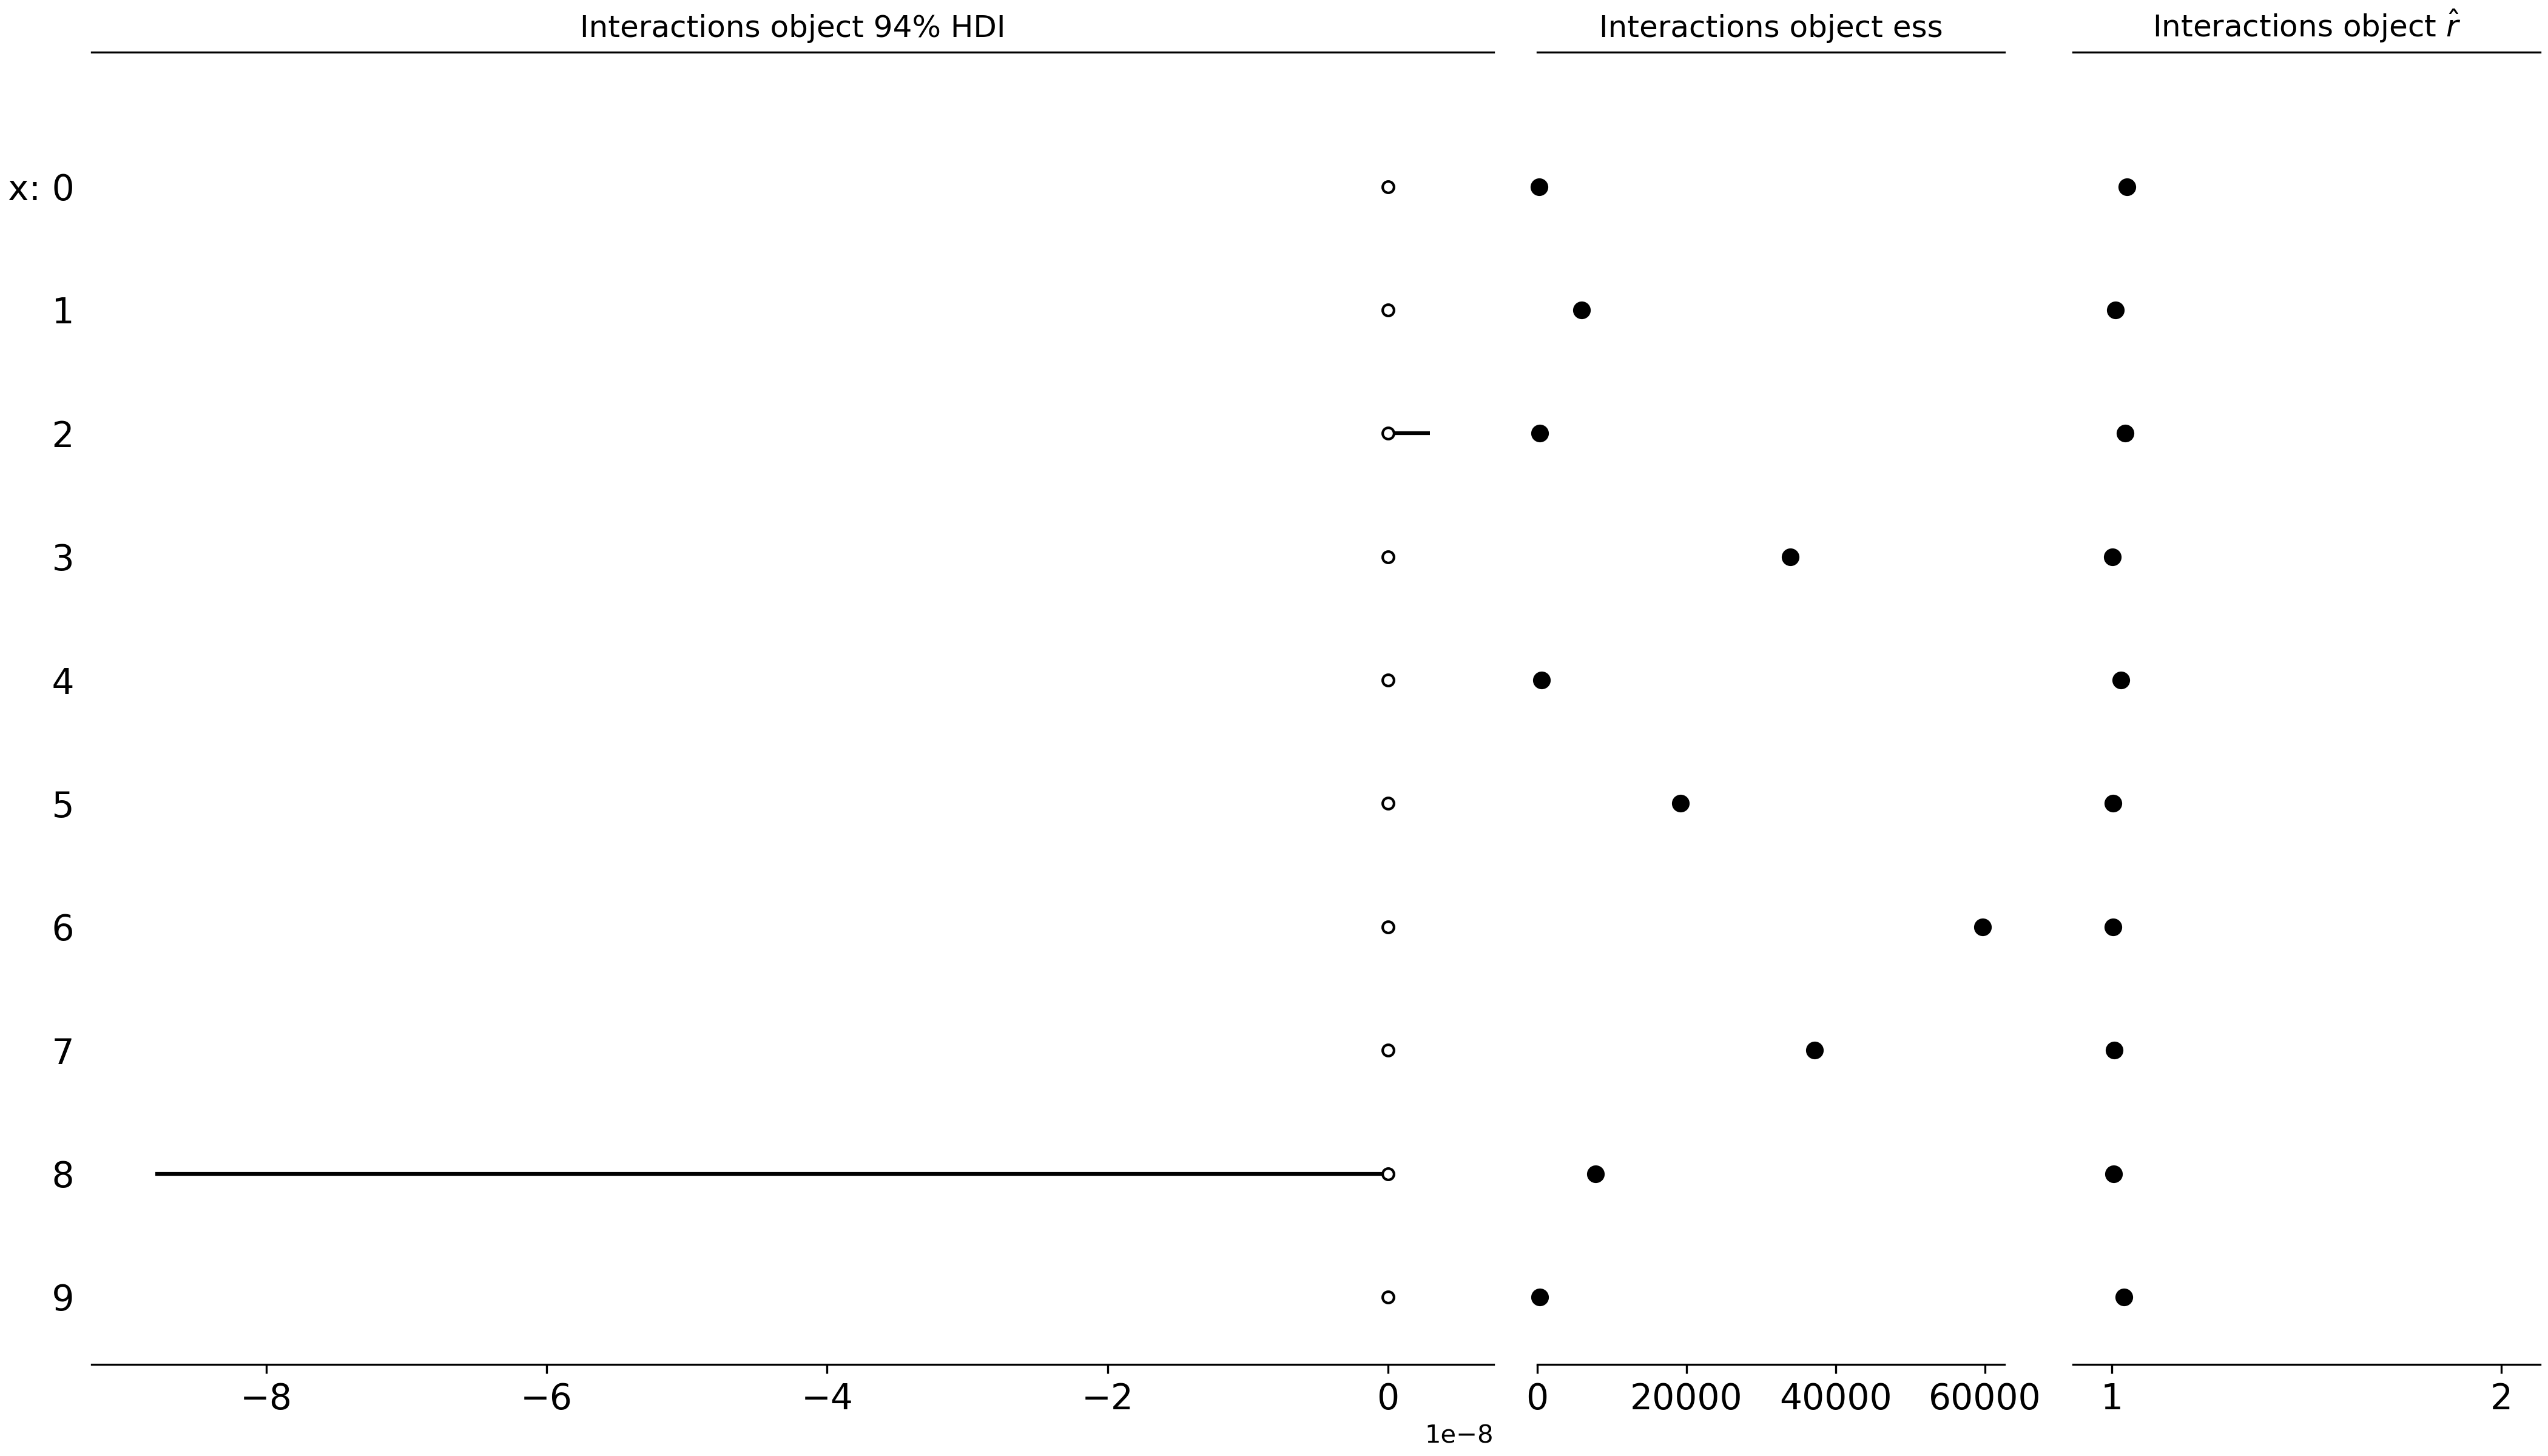 Interactions object 94% HDI Interactions object ess Interactions object r̂
x: 0
1
2
3
4
5
6
7
8
9
−8 −6 −4 −2 0 0 20000 40000 60000 1 2
1e−8